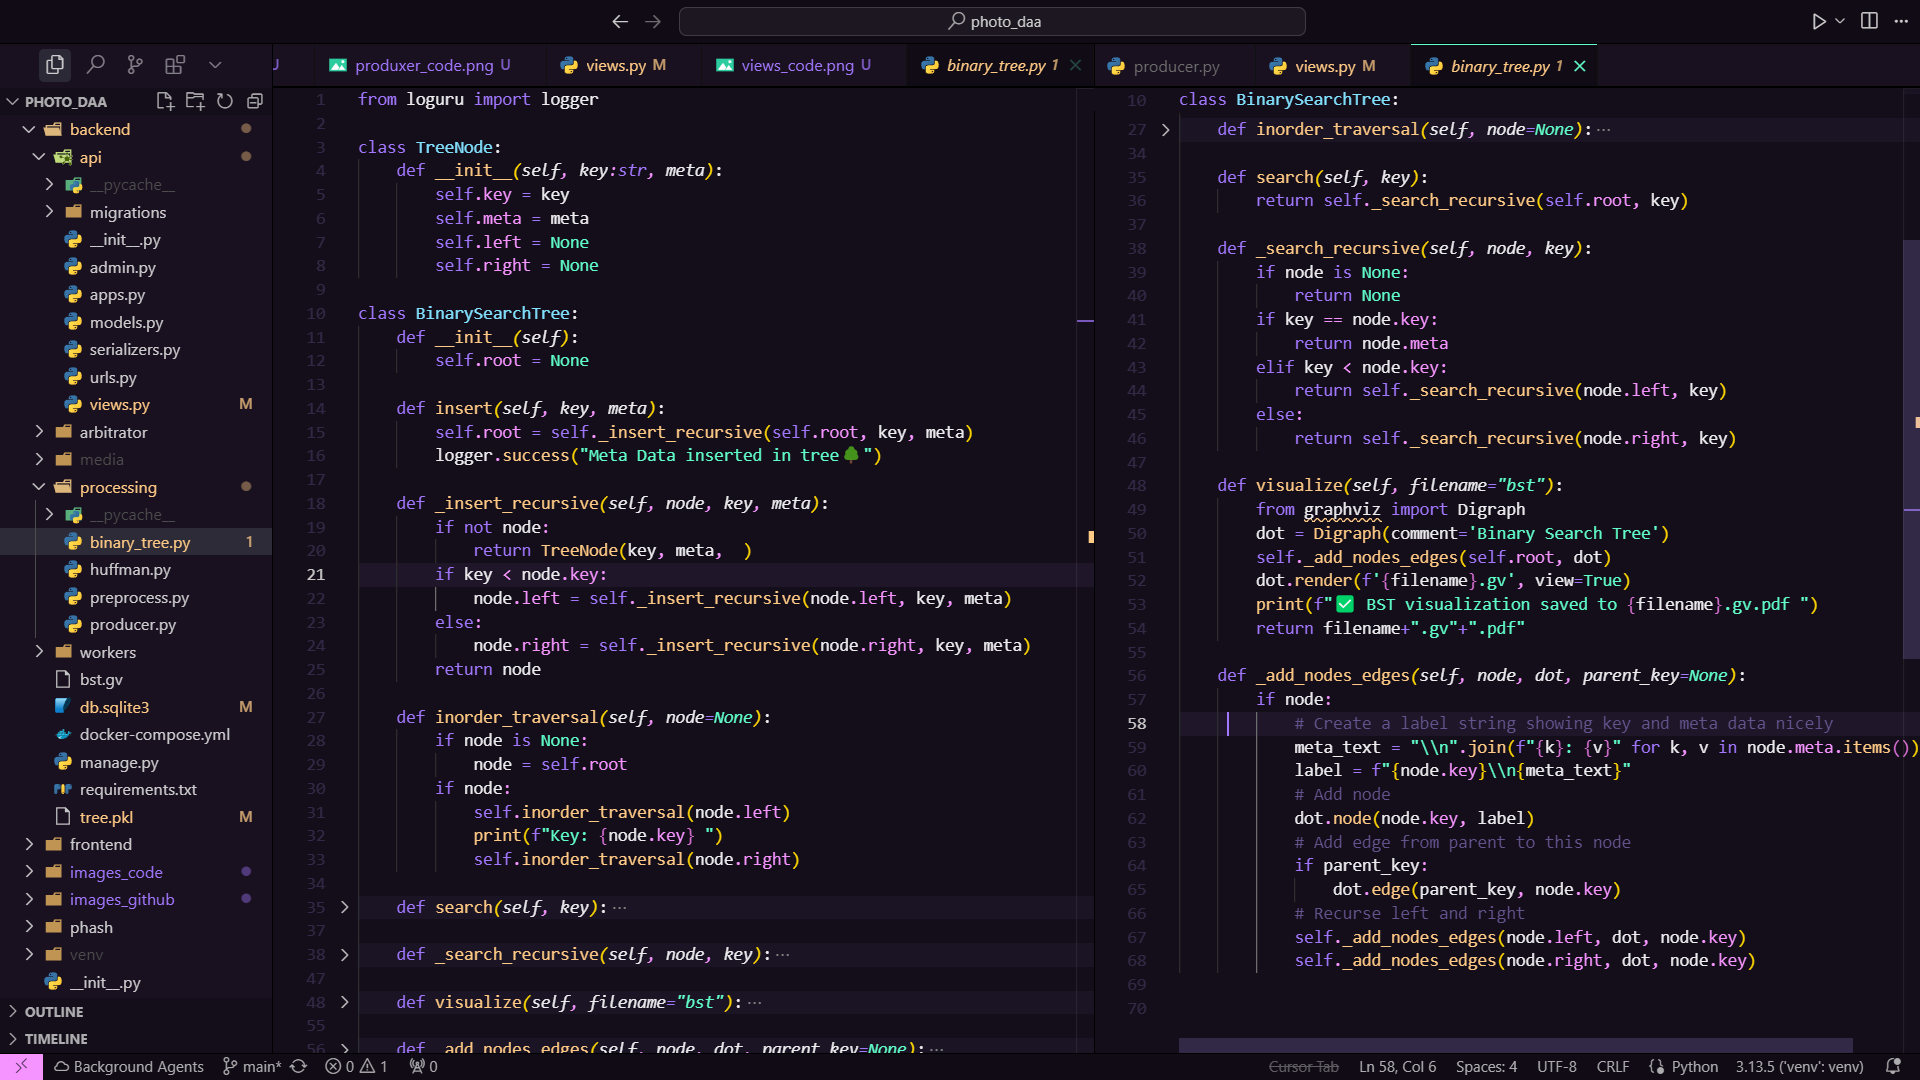 photo_daa
U
produxer_code.png U
views.py M
views_code.png U
binary_tree.py 1
producer.py
views.py M
binary_tree.py 1
PHOTO_DAA
backend
api
__pycache__
migrations
__init__.py
admin.py
apps.py
models.py
serializers.py
urls.py
views.py M
arbitrator
media
processing
__pycache__
binary_tree.py 1
huffman.py
preprocess.py
producer.py
workers
bst.gv
db.sqlite3 M
docker-compose.yml
manage.py
requirements.txt
tree.pkl M
frontend
images_code
images_github
phash
venv
__init__.py
OUTLINE
TIMELINE
1 from loguru import logger
2
3 class TreeNode:
4     def __init__(self, key:str, meta):
5         self.key = key
6         self.meta = meta
7         self.left = None
8         self.right = None
9
10 class BinarySearchTree:
11     def __init__(self):
12         self.root = None
13
14     def insert(self, key, meta):
15         self.root = self._insert_recursive(self.root, key, meta)
16         logger.success("Meta Data inserted in tree🌳")
17
18     def _insert_recursive(self, node, key, meta):
19         if not node:
20             return TreeNode(key, meta,  )
21         if key < node.key:
22             node.left = self._insert_recursive(node.left, key, meta)
23         else:
24             node.right = self._insert_recursive(node.right, key, meta)
25         return node
26
27     def inorder_traversal(self, node=None):
28         if node is None:
29             node = self.root
30         if node:
31             self.inorder_traversal(node.left)
32             print(f"Key: {node.key} ")
33             self.inorder_traversal(node.right)
34
35     def search(self, key):···
37
38     def _search_recursive(self, node, key):···
47
48     def visualize(self, filename="bst"):···
55
56     def _add_nodes_edges(self, node, dot, parent_key=None):···
10 class BinarySearchTree:
27     def inorder_traversal(self, node=None):···
34
35     def search(self, key):
36         return self._search_recursive(self.root, key)
37
38     def _search_recursive(self, node, key):
39         if node is None:
40             return None
41         if key == node.key:
42             return node.meta
43         elif key < node.key:
44             return self._search_recursive(node.left, key)
45         else:
46             return self._search_recursive(node.right, key)
47
48     def visualize(self, filename="bst"):
49         from graphviz import Digraph
50         dot = Digraph(comment='Binary Search Tree')
51         self._add_nodes_edges(self.root, dot)
52         dot.render(f'{filename}.gv', view=True)
53         print(f"✅ BST visualization saved to {filename}.gv.pdf ")
54         return filename+".gv"+".pdf"
55
56     def _add_nodes_edges(self, node, dot, parent_key=None):
57         if node:
58             # Create a label string showing key and meta data nicely
59             meta_text = "\\n".join(f"{k}: {v}" for k, v in node.meta.items())
60             label = f"{node.key}\\n{meta_text}"
61             # Add node
62             dot.node(node.key, label)
63             # Add edge from parent to this node
64             if parent_key:
65                 dot.edge(parent_key, node.key)
66             # Recurse left and right
67             self._add_nodes_edges(node.left, dot, node.key)
68             self._add_nodes_edges(node.right, dot, node.key)
69
70
Background Agents main* 0 1 0 Cursor Tab Ln 58, Col 6 Spaces: 4 UTF-8 CRLF Python 3.13.5 ('venv': venv)